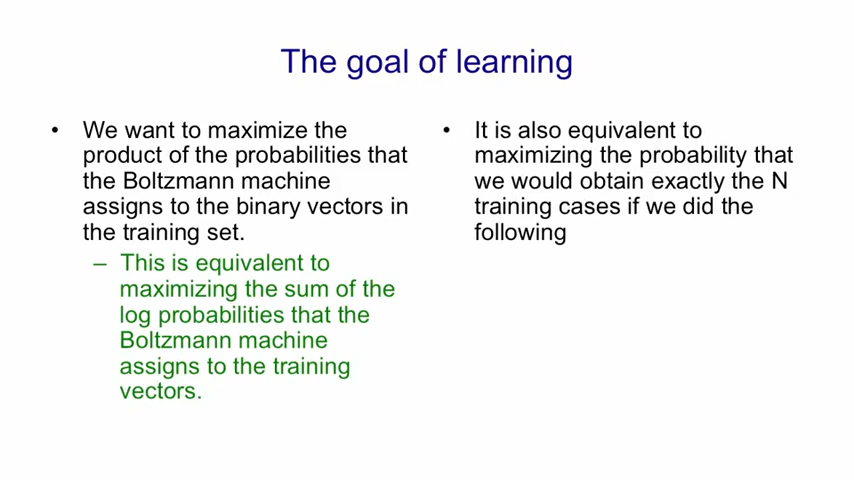 The goal of learning
• We want to maximize the
product of the probabilities that
the Boltzmann machine
assigns to the binary vectors in
the training set.
– This is equivalent to
maximizing the sum of the
log probabilities that the
Boltzmann machine
assigns to the training
vectors.
• It is also equivalent to
maximizing the probability that
we would obtain exactly the N
training cases if we did the
following